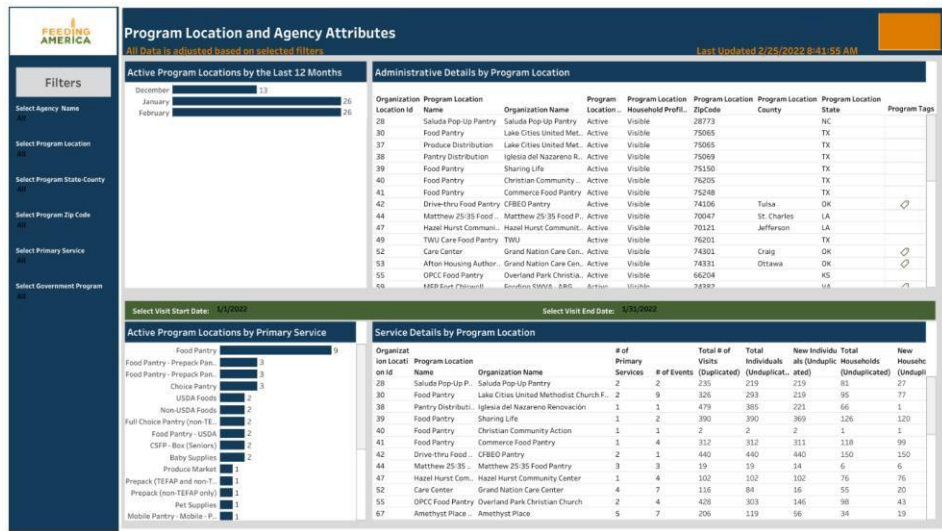 FEEDING
AMERICA
Program Location and Agency Attributes
All Data is adjusted based on selected filters
Last Updated 2/25/2022 8:41:55 AM
Filters
Select Agency Name
All
Select Program Location
All
Select Program State-County
All
Select Program Zip Code
All
Select Primary Service
All
Select Government Program
All
Active Program Locations by the Last 12 Months
December 13
January 26
February 26
Administrative Details by Program Location
Organization Location Id Program Location Name Organization Name Program Location .. Program Location Household Profil.. Program Location ZipCode Program Location County Program Location State Program Tags
28 Saluda Pop-Up Pantry Saluda Pop-Up Pantry Active Visible 28773 NC
30 Food Pantry Lake Cities United Met.. Active Visible 75065 TX
37 Produce Distribution Lake Cities United Met.. Active Visible 75065 TX
38 Pantry Distribution Iglesia del Nazareno R.. Active Visible 75069 TX
39 Food Pantry Sharing Life Active Visible 75150 TX
40 Food Pantry Christian Community .. Active Visible 76205 TX
41 Food Pantry Commerce Food Pantry Active Visible 75248 TX
42 Drive-thru Food Pantry CFBEO Pantry Active Visible 74106 Tulsa OK
44 Matthew 25:35 Food .. Matthew 25:35 Food P.. Active Visible 70047 St. Charles LA
47 Hazel Hurst Communi.. Hazel Hurst Communit.. Active Visible 70121 Jefferson LA
49 TWU Care Food Pantry TWU Active Visible 76201 TX
52 Care Center Grand Nation Care Cen.. Active Visible 74301 Craig OK
53 Afton Housing Author.. Grand Nation Care Cen.. Active Visible 74331 Ottawa OK
55 OPCC Food Pantry Overland Park Christia.. Active Visible 66204 KS
59 Active Visible 24382 VA
Select Visit Start Date: 1/1/2022
Select Visit End Date: 1/31/2022
Active Program Locations by Primary Service
Food Pantry 9
Food Pantry - Prepack Pan.. 3
Food Pantry - Prepack Pan.. 3
Choice Pantry 3
USDA Foods 2
Non-USDA Foods 2
Full Choice Pantry (non-TE.. 2
Food Pantry - USDA 2
CSFP - Box (Seniors) 2
Baby Supplies 2
Produce Market 1
Prepack (TEFAP and non-T.. 1
Prepack (non-TEFAP only) 1
Pet Supplies 1
Mobile Pantry - Mobile - P.. 1
Service Details by Program Location
Organizat ion Locati on Id Program Location Name Organization Name # of Primary Services # of Events Total # of Visits (Duplicated) Total Individuals (Unduplicat.. New Individu als (Unduplic ated) Total Households (Unduplicated) New Househc (Undupli
28 Saluda Pop-Up P.. Saluda Pop-Up Pantry 2 2 235 219 219 81 27
30 Food Pantry Lake Cities United Methodist Church F.. 2 9 326 293 219 95 77
38 Pantry Distributi.. Iglesia del Nazareno Renovación 1 1 479 385 221 66 1
39 Food Pantry Sharing Life 1 2 390 390 369 126 120
40 Food Pantry Christian Community Action 1 1 2 2 2 1 1
41 Food Pantry Commerce Food Pantry 1 4 312 312 311 118 99
42 Drive-thru Food .. CFBEO Pantry 2 1 440 440 440 150 150
44 Matthew 25:35 .. Matthew 25:35 Food Pantry 3 3 19 19 14 6 6
47 Hazel Hurst Com.. Hazel Hurst Community Center 1 4 102 102 102 76 76
52 Care Center Grand Nation Care Center 4 7 116 84 16 55 20
55 OPCC Food Pantry Overland Park Christian Church 2 4 428 303 146 98 43
67 Amethyst Place .. Amethyst Place 5 7 206 119 56 34 19